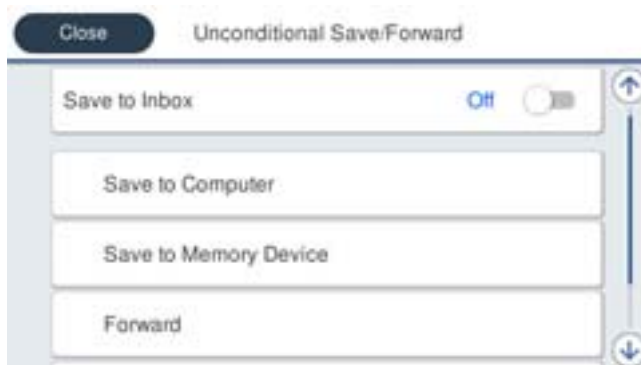 Close
Unconditional Save/Forward
Save to Inbox
Off
Save to Computer
Save to Memory Device
Forward